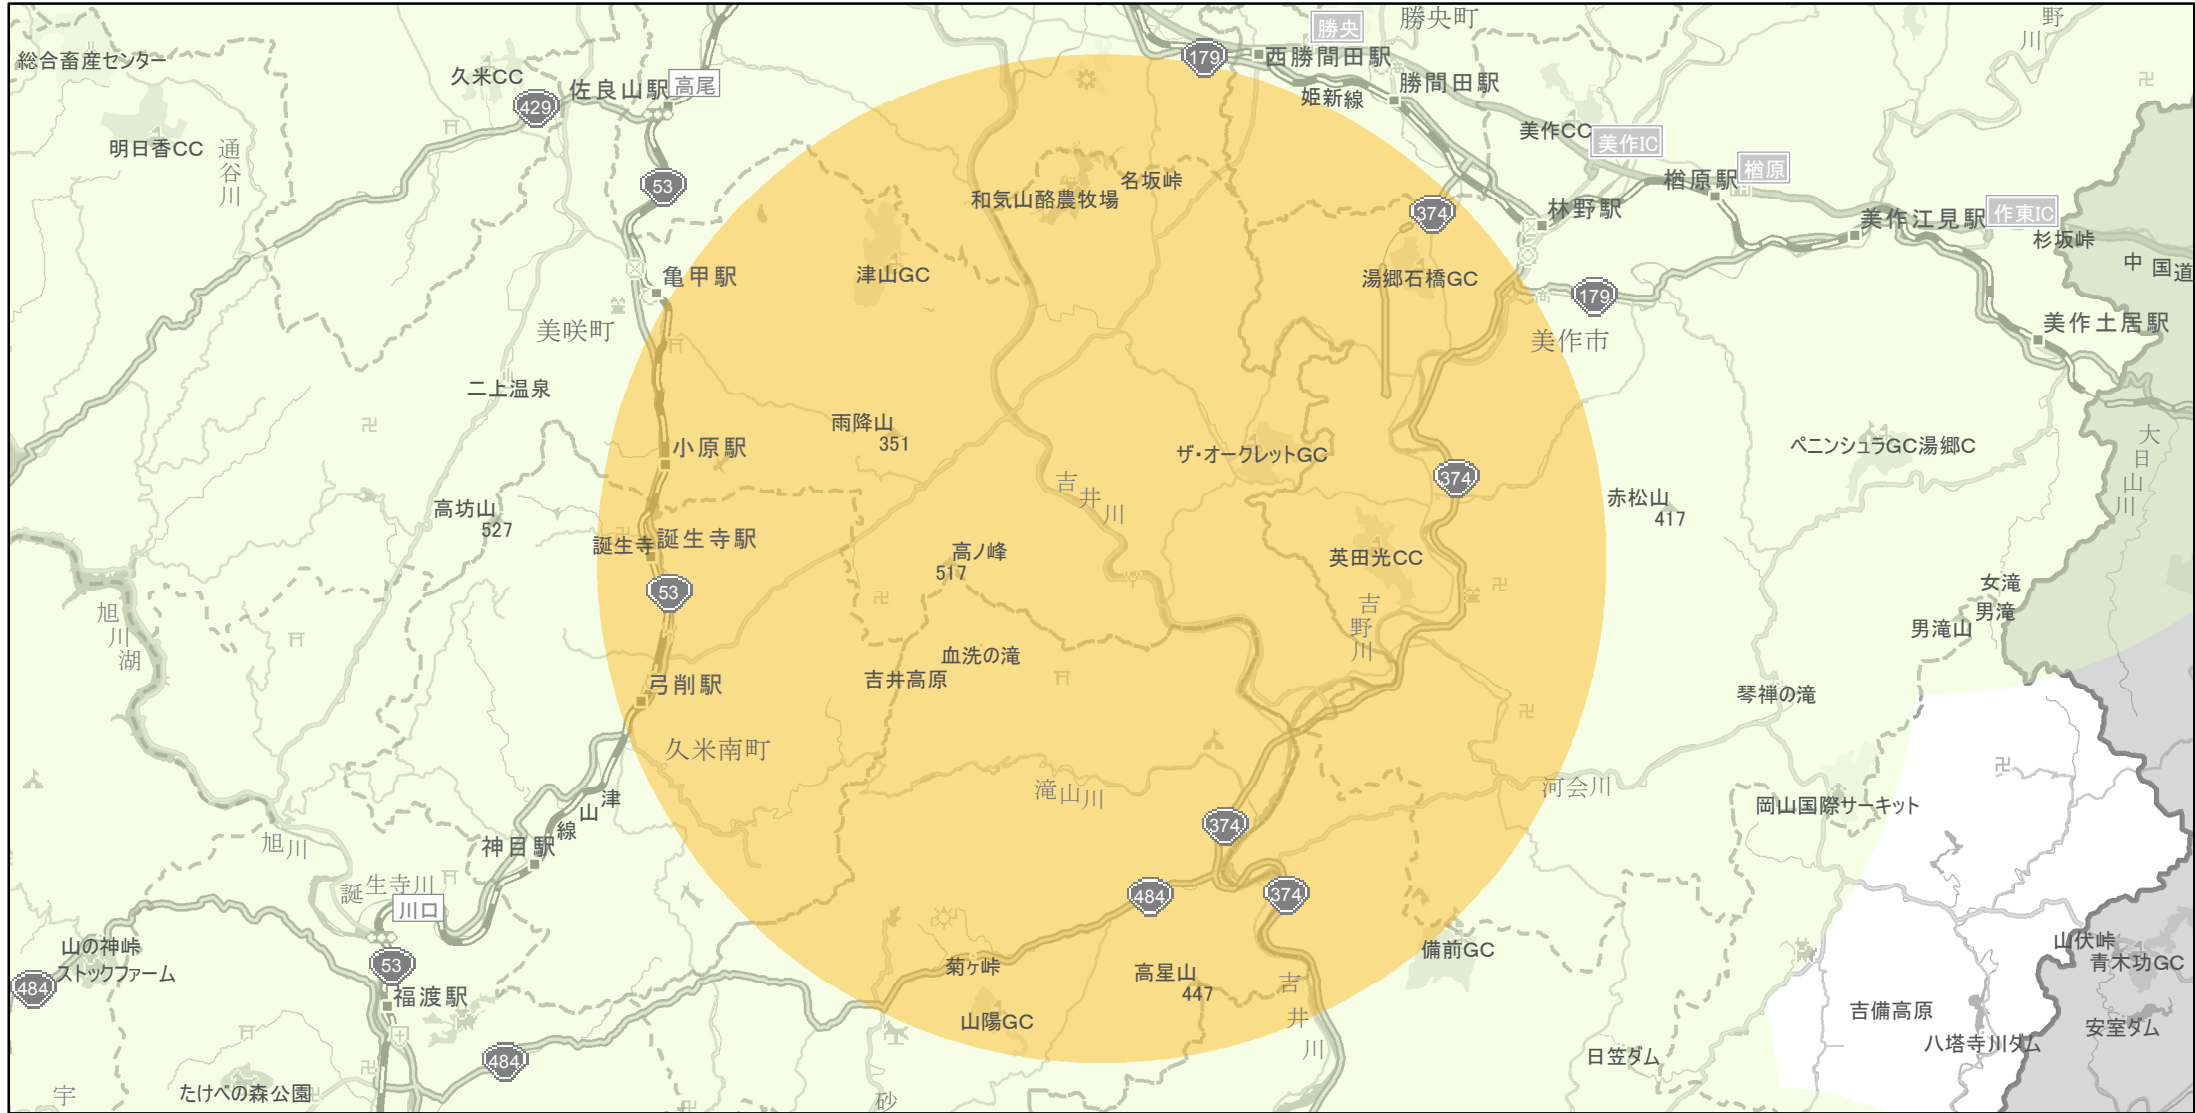 勝央
勝央町
野川
総合畜産センター
久米CC
佐良山駅
高尾
179
西勝間田駅
勝間田駅
姫新線
429
明日香CC
通谷川
美作CC
美作IC
楢原駅
楢原
53
和気山酪農牧場
名坂峠
374
林野駅
美作江見駅
作東IC
杉坂峠
中国道
亀甲駅
津山GC
湯郷石橋GC
179
美咲町
美作市
美作土居駅
二上温泉
雨降山
351
小原駅
ザ・オークレットGC
ペニンシュラGC湯郷C
大日山川
374
吉井川
高坊山
527
赤松山
417
誕生寺
誕生寺駅
高ノ峰
517
英田光CC
53
吉野川
女滝
男滝
男滝山
旭川湖
血洗の滝
吉井高原
弓削駅
琴禅の滝
久米南町
滝山川
河会川
岡山国際サーキット
津山線
374
旭川
神目駅
誕生寺川
川口
484
374
山の神峠
ストックファーム
53
484
福渡駅
菊ヶ峠
高星山
447
備前GC
山伏峠
青木功GC
吉井川
山陽GC
吉備高原
安室ダム
八塔寺川ダム
484
日笠ダム
たけべの森公園
宇
砂